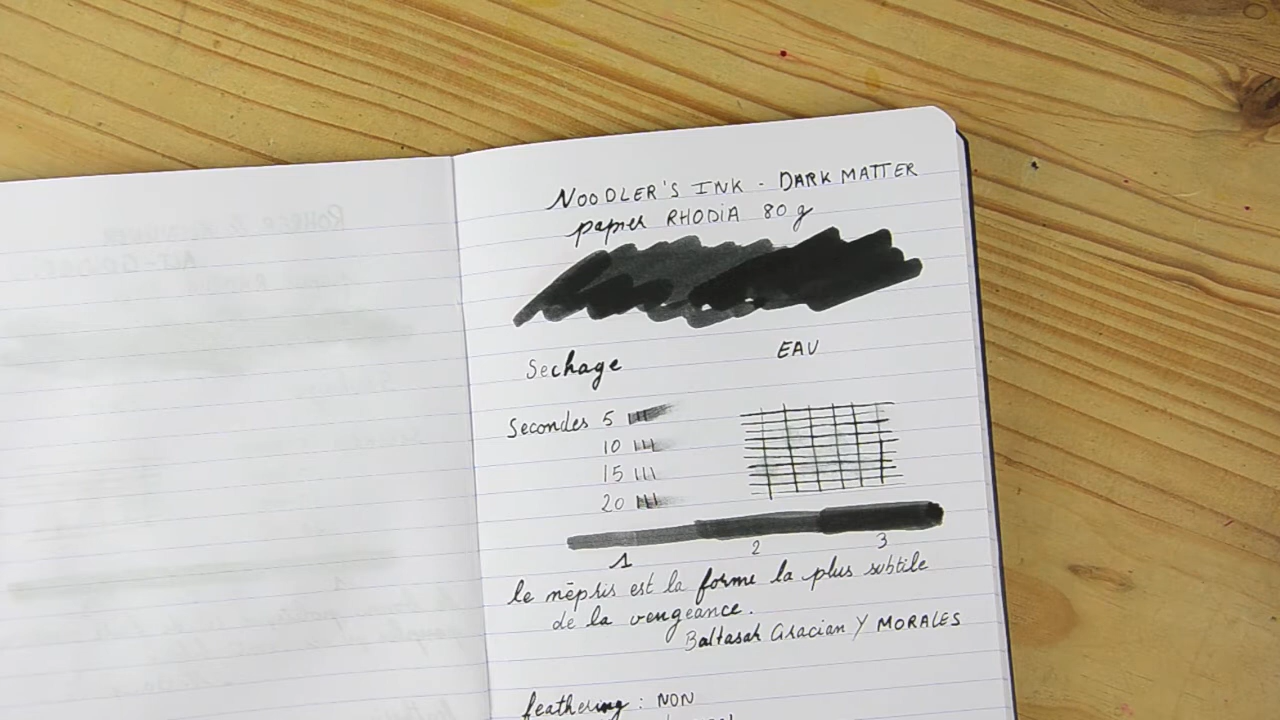 NOODLER'S INK - DARK MATTER
papier RHODIA 80 g
Sechage
EAU
Secondes 5
10
15
20
1 2 3
le mépris est la forme la plus subtile
de la vengeance.
Baltasar Gracian Y MORALES
feathering : NON